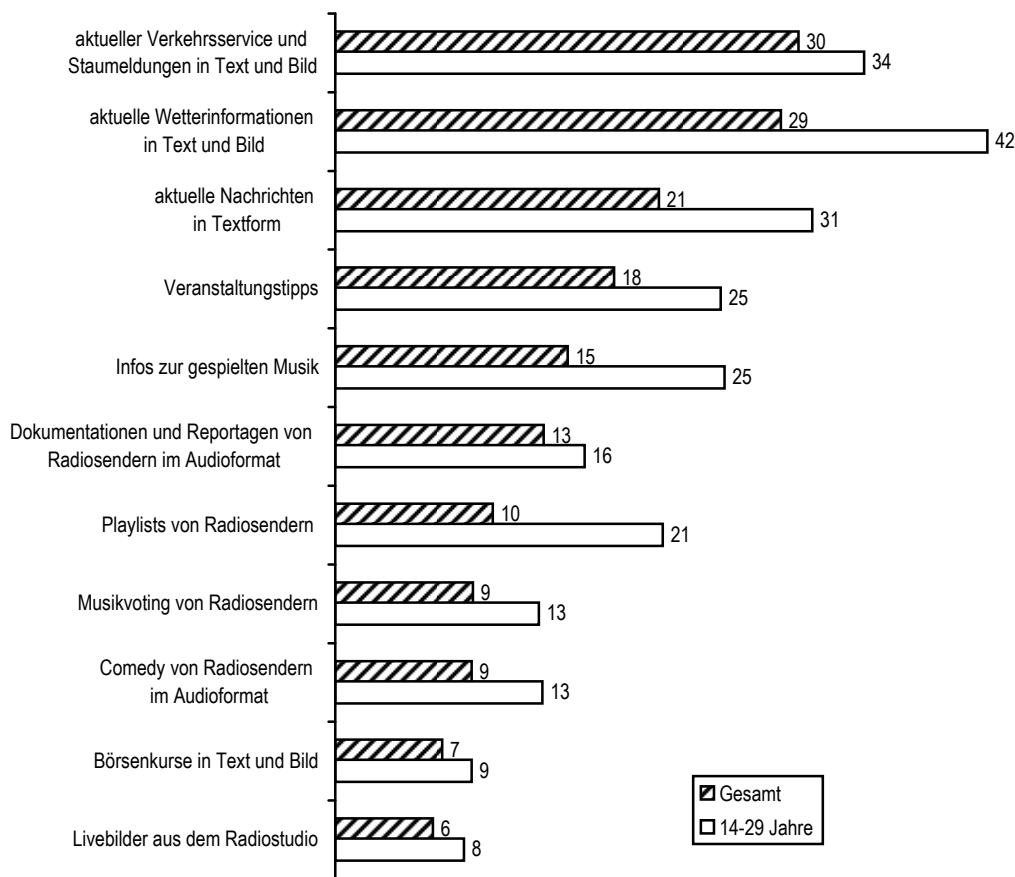 aktueller Verkehrsservice und
Staumeldungen in Text und Bild
30
34
aktuelle Wetterinformationen
in Text und Bild
29
42
aktuelle Nachrichten
in Textform
21
31
Veranstaltungstipps
18
25
Infos zur gespielten Musik
15
25
Dokumentationen und Reportagen von
Radiosendern im Audioformat
13
16
Playlists von Radiosendern
10
21
Musikvoting von Radiosendern
9
13
Comedy von Radiosendern
im Audioformat
9
13
Börsenkurse in Text und Bild
7
9
Livebilder aus dem Radiostudio
6
8
Gesamt
14-29 Jahre